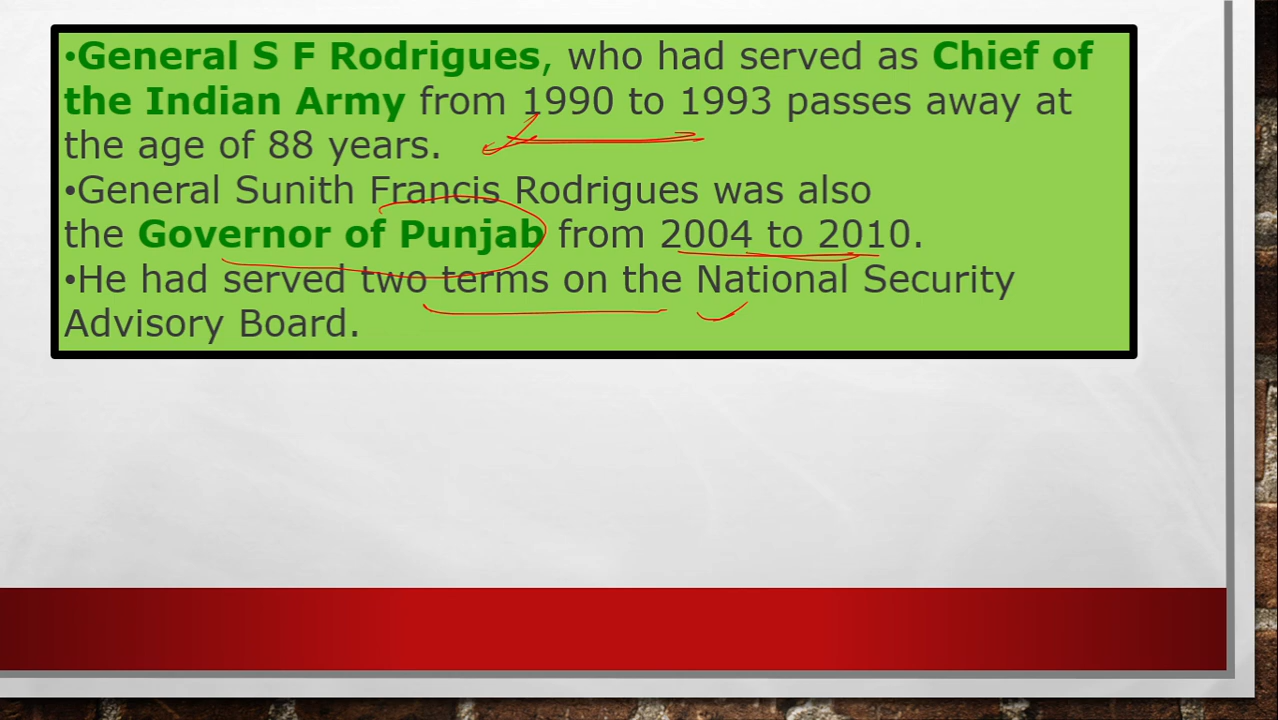 •General S F Rodrigues, who had served as Chief of
the Indian Army from 1990 to 1993 passes away at
the age of 88 years.
•General Sunith Francis Rodrigues was also
the Governor of Punjab from 2004 to 2010.
•He had served two terms on the National Security
Advisory Board.